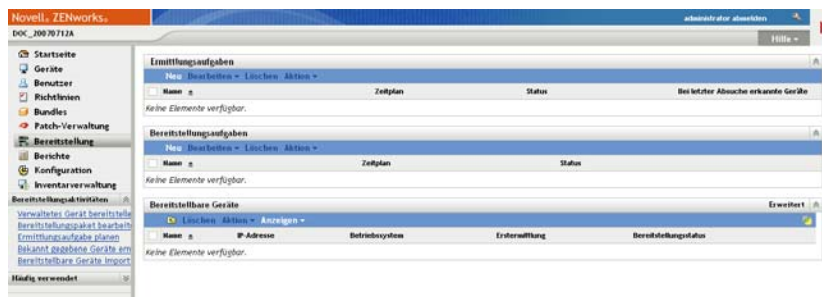 Novell® ZENworks®
administrator abmelden
DOC_20070712A
Hilfe
Startseite
Geräte
Benutzer
Richtlinien
Bundles
Patch-Verwaltung
Bereitstellung
Berichte
Konfiguration
Inventarverwaltung
Bereitstellungsaktivitäten
Verwaltetes Gerät bereitstelle
Bereitstellungspaket bearbeit
Ermittlungsaufgabe planen
Bekannt gegebene Geräte erm
Bereitstellbare Geräte import
Häufig verwendet
Ermittlungsaufgaben
Neu Bearbeiten Löschen Aktion
Name Zeitplan Status Bei letzter Absuche erkannte Geräte
Keine Elemente verfügbar.
Bereitstellungsaufgaben
Neu Bearbeiten Löschen Aktion
Name Zeitplan Status
Keine Elemente verfügbar.
Bereitstellbare Geräte Erweitert
Löschen Aktion Anzeigen
Name IP-Adresse Betriebssystem Ersterwittlung Bereitstellungsstatus
Keine Elemente verfügbar.